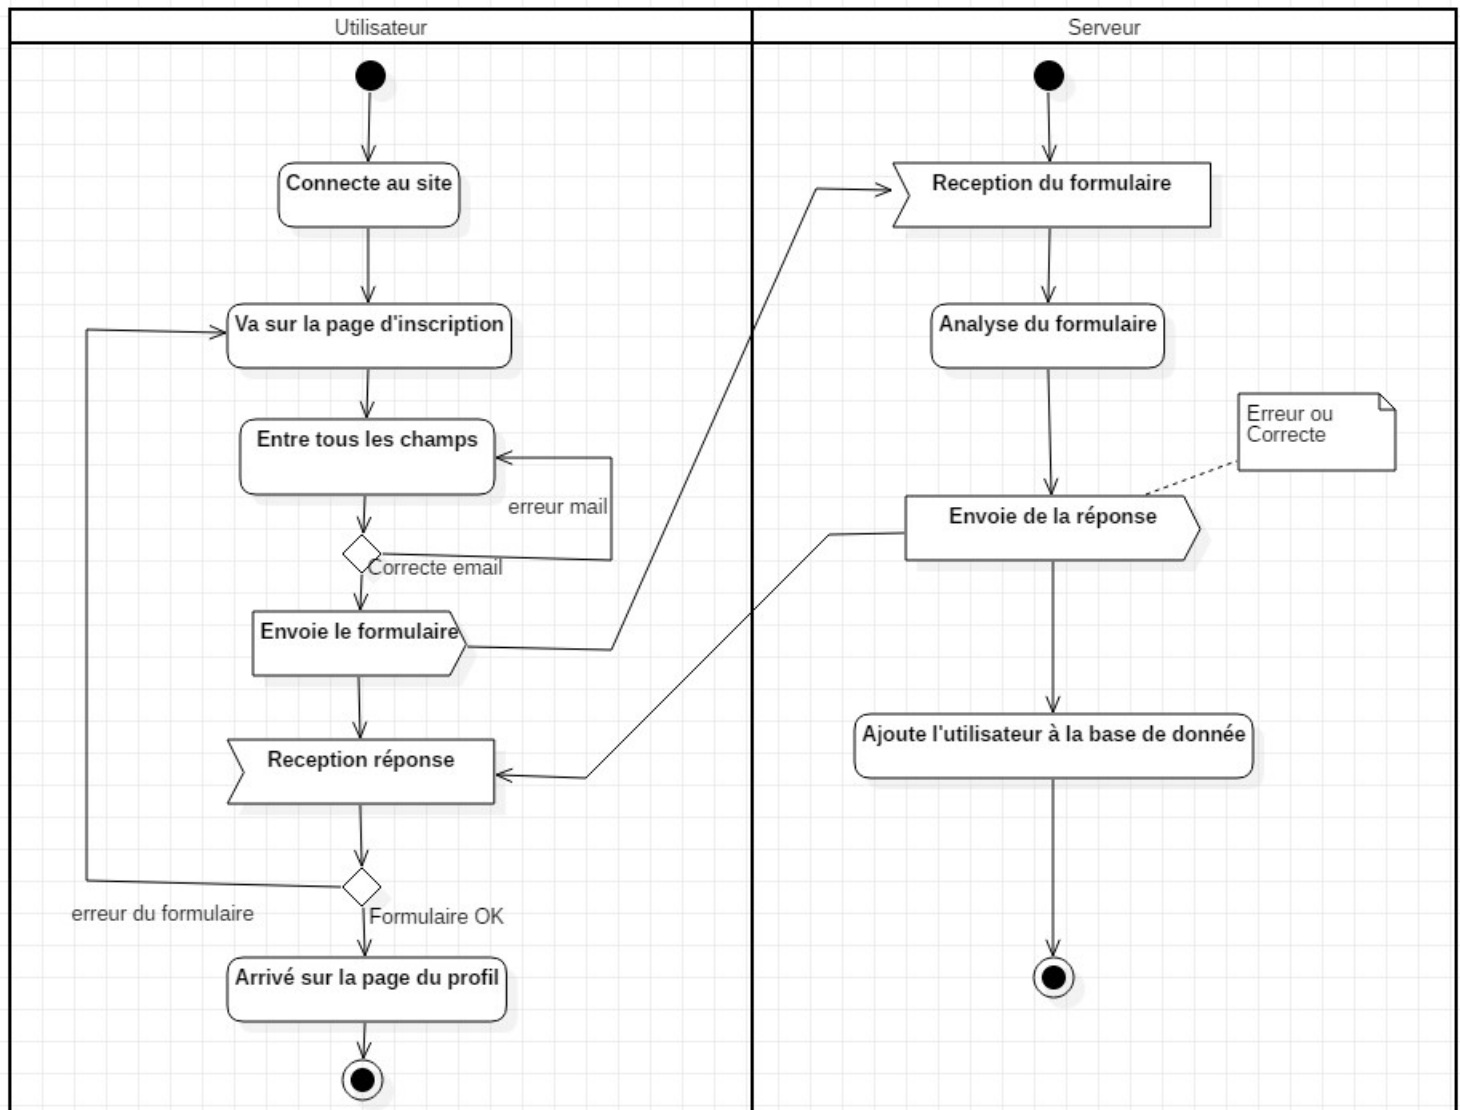 Utilisateur
Serveur
Connecte au site
Reception du formulaire
Va sur la page d'inscription
Analyse du formulaire
Erreur ou
Correcte
Entre tous les champs
erreur mail
Envoie de la réponse
Correcte email
Envoie le formulaire
Ajoute l'utilisateur à la base de donnée
Reception réponse
erreur du formulaire
Formulaire OK
Arrivé sur la page du profil